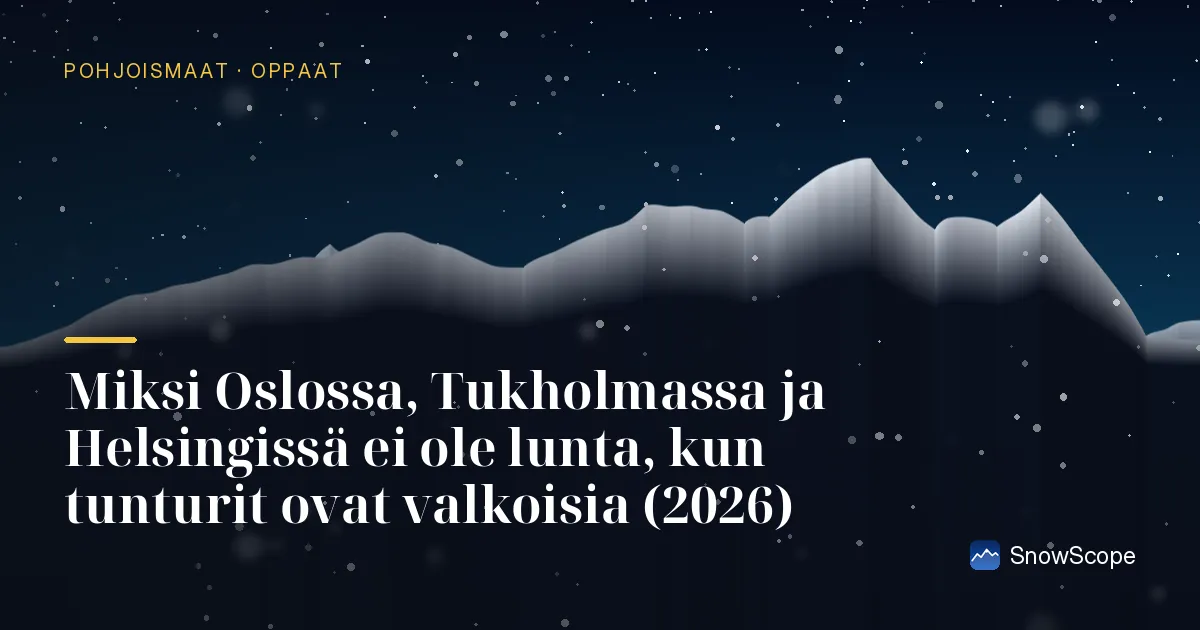 POHJOISMAAT · OPPAAT
Miksi Oslossa, Tukholmassa ja
Helsingissä ei ole lunta, kun
tunturit ovat valkoisia (2026)
SnowScope